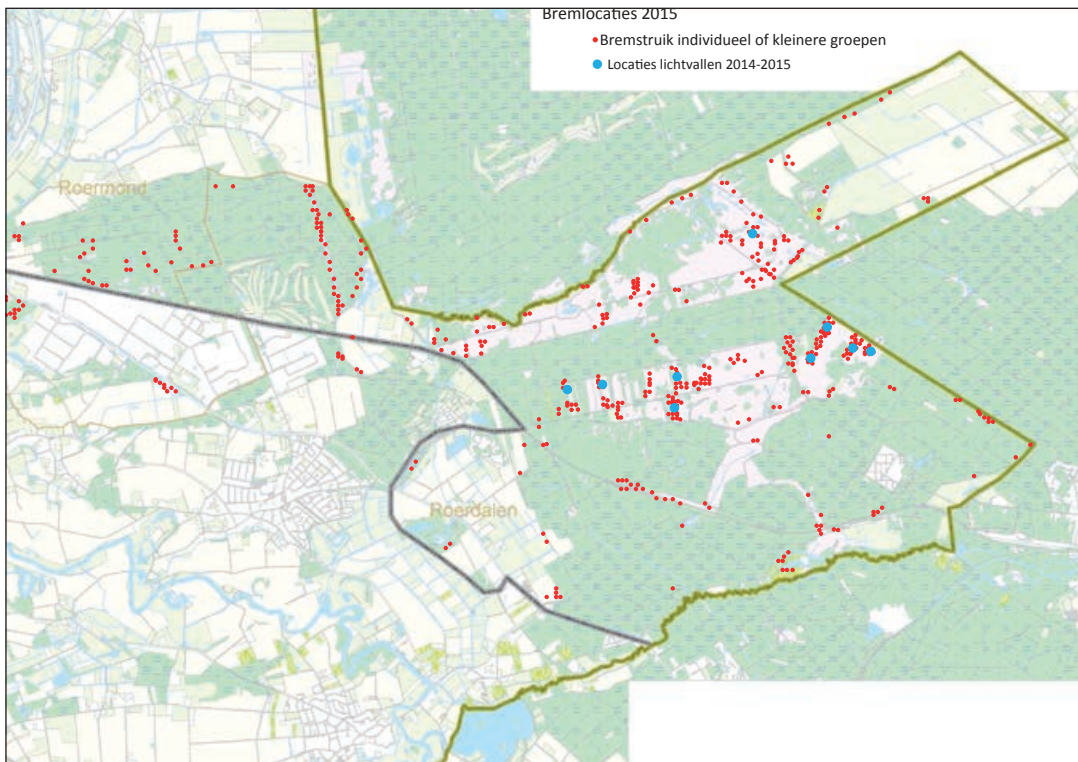 Bremlocaties 2015
Bremstruik individueel of kleinere groepen
Locaties lichtvallen 2014-2015
Roermond
Roerdalen